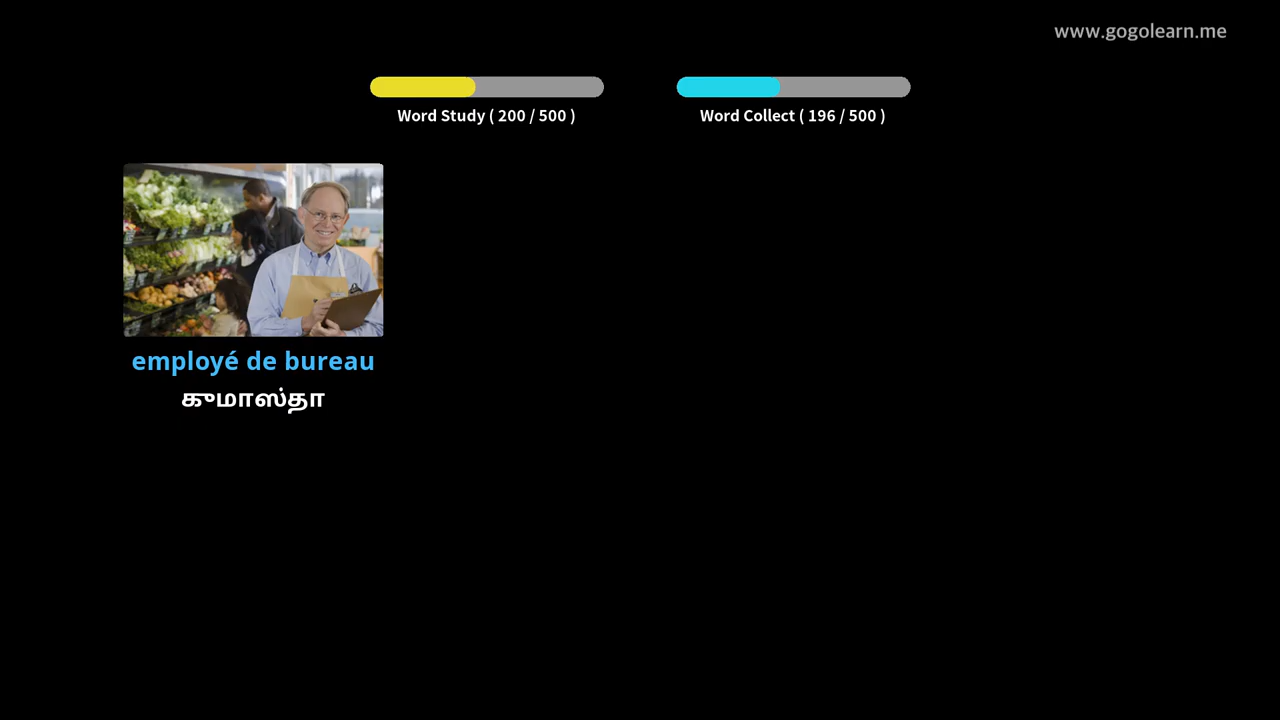 www.gogolearn.me
Word Study ( 200 / 500 )
Word Collect ( 196 / 500 )
employé de bureau
குமாஸ்தா